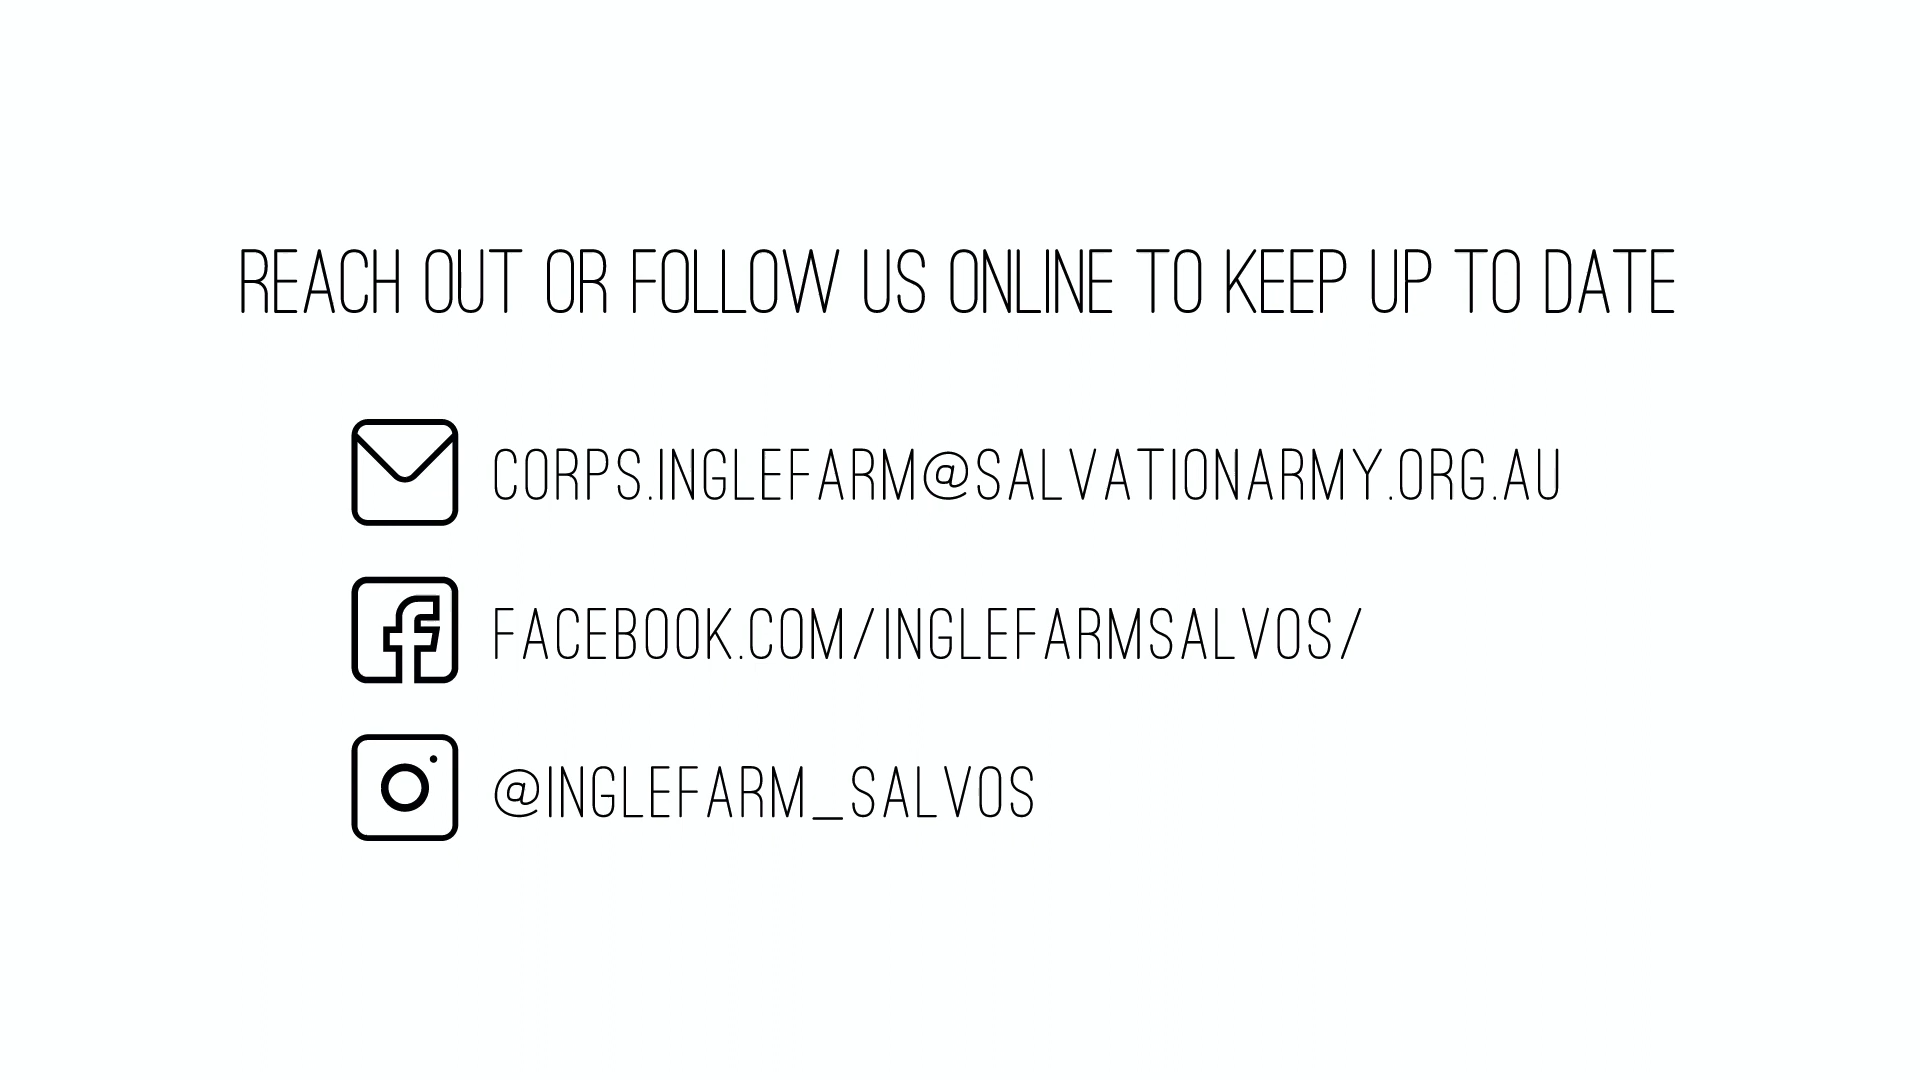 REACH OUT OR FOLLOW US ONLINE TO KEEP UP TO DATE
CORPS.INGLEFARM@SALVATIONARMY.ORG.AU
FACEBOOK.COM/INGLEFARMSALVOS/
@INGLEFARM_SALVOS